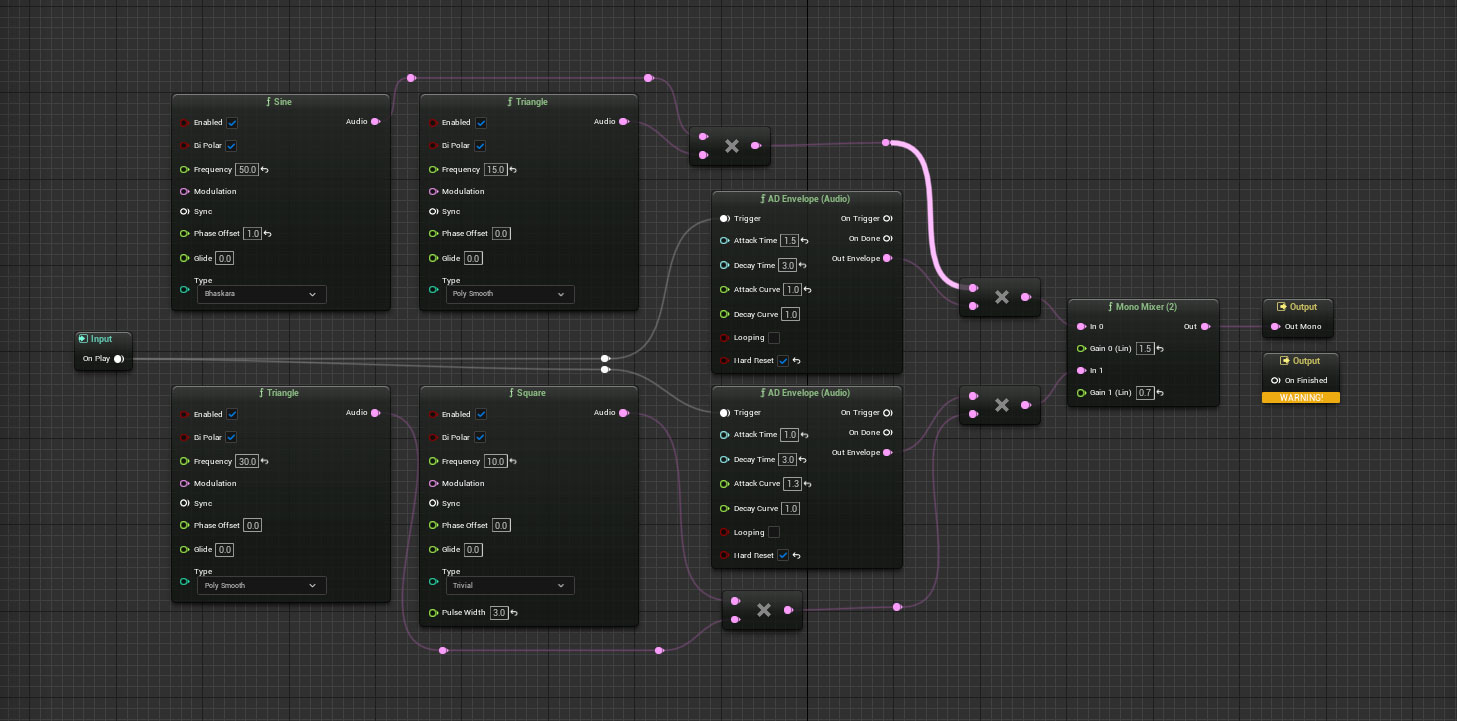 Sine
Enabled
Audio
Bi Polar
Frequency 50.0
Modulation
Sync
Phase Offset 1.0
Glide 0.0
Type
Bhaskara
Triangle
Enabled
Audio
Bi Polar
Frequency 15.0
Modulation
Sync
Phase Offset 0.0
Glide 0.0
Type
Poly Smooth
AD Envelope (Audio)
Trigger
On Trigger
Attack Time 1.5
On Done
Decay Time 3.0
Out Envelope
Attack Curve 1.0
Decay Curve 1.0
Looping
Hard Reset
Input
On Play
Triangle
Enabled
Audio
Bi Polar
Frequency 30.0
Modulation
Sync
Phase Offset 0.0
Glide 0.0
Type
Poly Smooth
Square
Enabled
Audio
Bi Polar
Frequency 10.0
Modulation
Sync
Phase Offset 0.0
Glide 0.0
Type
Trivial
Pulse Width 3.0
AD Envelope (Audio)
Trigger
On Trigger
Attack Time 1.0
On Done
Decay Time 3.0
Out Envelope
Attack Curve 1.3
Decay Curve 1.0
Looping
Hard Reset
Mono Mixer (2)
In 0
Out
Gain 0 (Lin) 1.5
In 1
Gain 1 (Lin) 0.7
Output
Out Mono
Output
On Finished
WARNING!